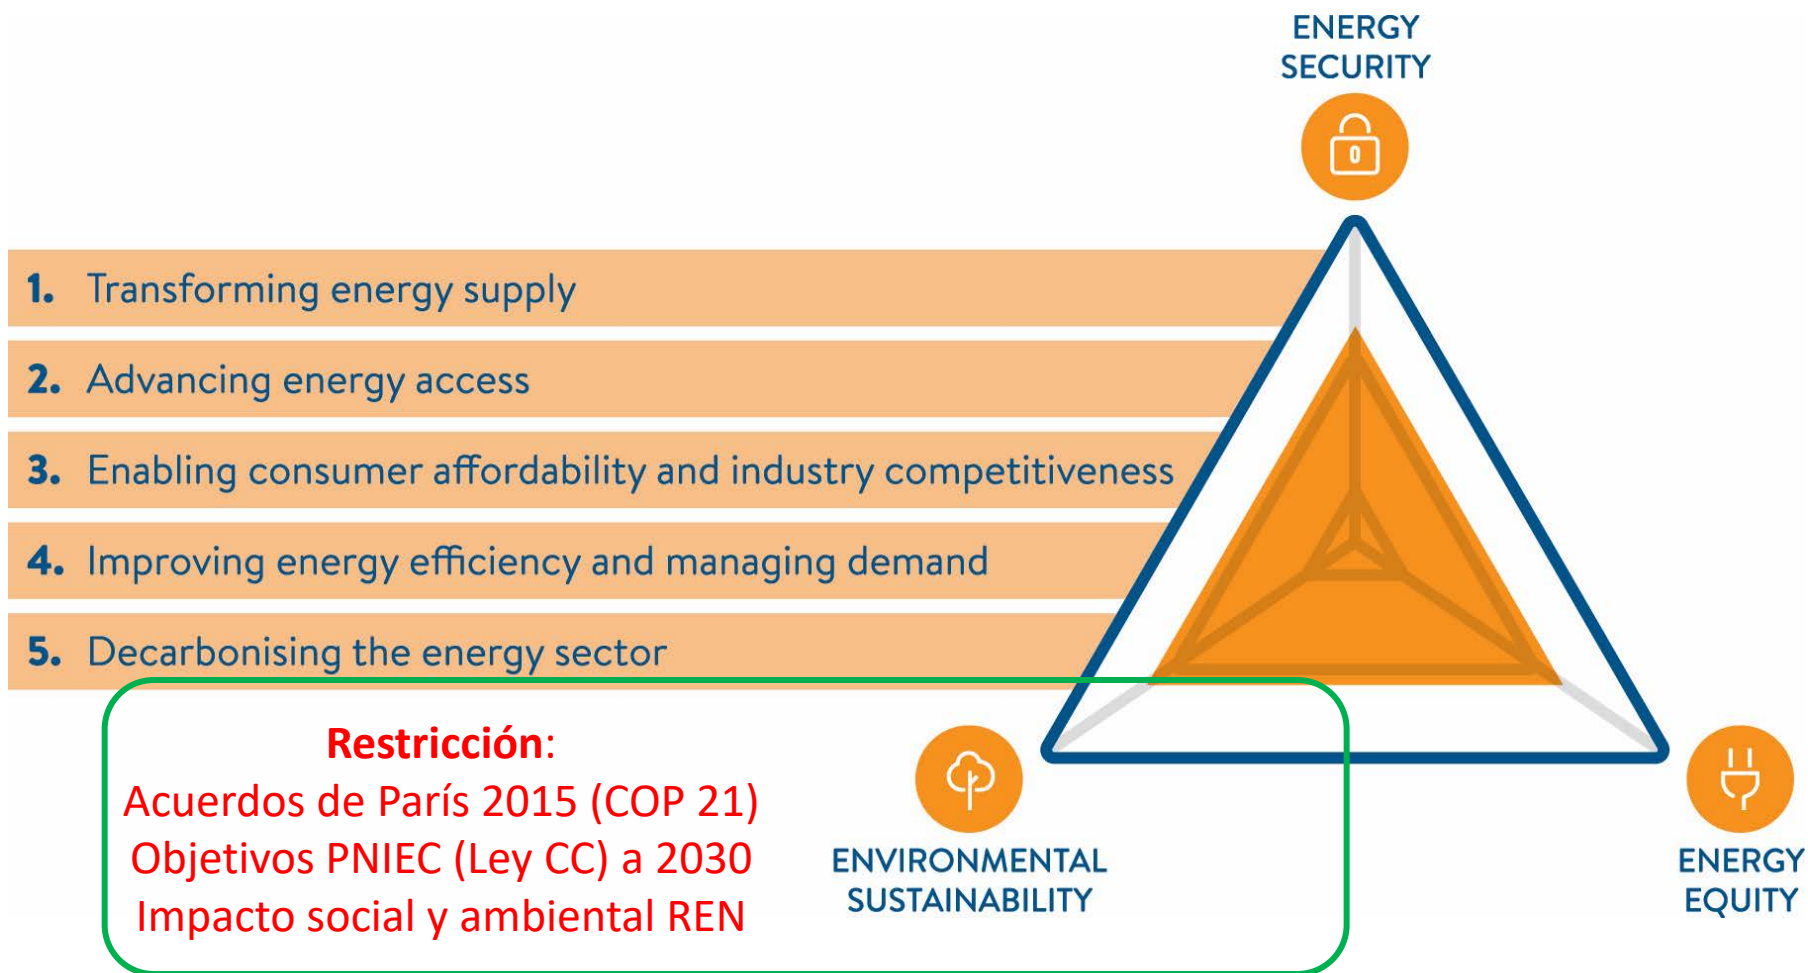 ENERGY
SECURITY
1. Transforming energy supply
2. Advancing energy access
3. Enabling consumer affordability and industry competitiveness
4. Improving energy efficiency and managing demand
5. Decarbonising the energy sector
Restricción:
Acuerdos de París 2015 (COP 21)
Objetivos PNIEC (Ley CC) a 2030
Impacto social y ambiental REN
ENVIRONMENTAL
SUSTAINABILITY
ENERGY
EQUITY